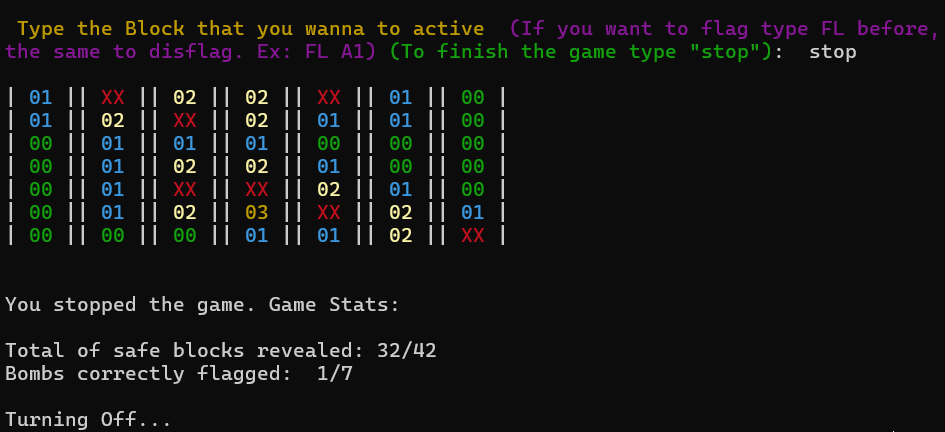 Type the Block that you wanna to active  (If you want to flag type FL before,
the same to disflag. Ex: FL A1) (To finish the game type "stop"):  stop
| 01 || XX || 02 || 02 || XX || 01 || 00 |
| 01 || 02 || XX || 02 || 01 || 01 || 00 |
| 00 || 01 || 01 || 01 || 00 || 00 || 00 |
| 00 || 01 || 02 || 02 || 01 || 00 || 00 |
| 00 || 01 || XX || XX || 02 || 01 || 00 |
| 00 || 01 || 02 || 03 || XX || 02 || 01 |
| 00 || 00 || 00 || 01 || 01 || 02 || XX |
You stopped the game. Game Stats:
Total of safe blocks revealed: 32/42
Bombs correctly flagged:  1/7
Turning Off...